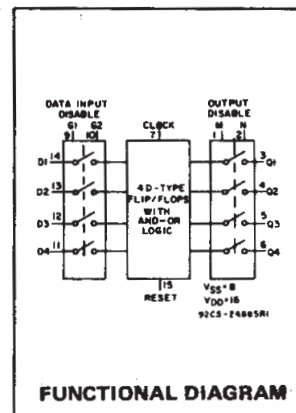 DATA INPUT
DISABLE
G1 G2
9 10
CLOCK
7
OUTPUT
DISABLE
M N
1 2
D1 14
D2 13
D3 12
D4 11
4 D-TYPE
FLIP/FLOPS
WITH
AND-OR
LOGIC
3 Q1
4 Q2
5 Q3
6 Q4
15
RESET
VSS=8
VDD=16
92CS-24885R1
FUNCTIONAL DIAGRAM